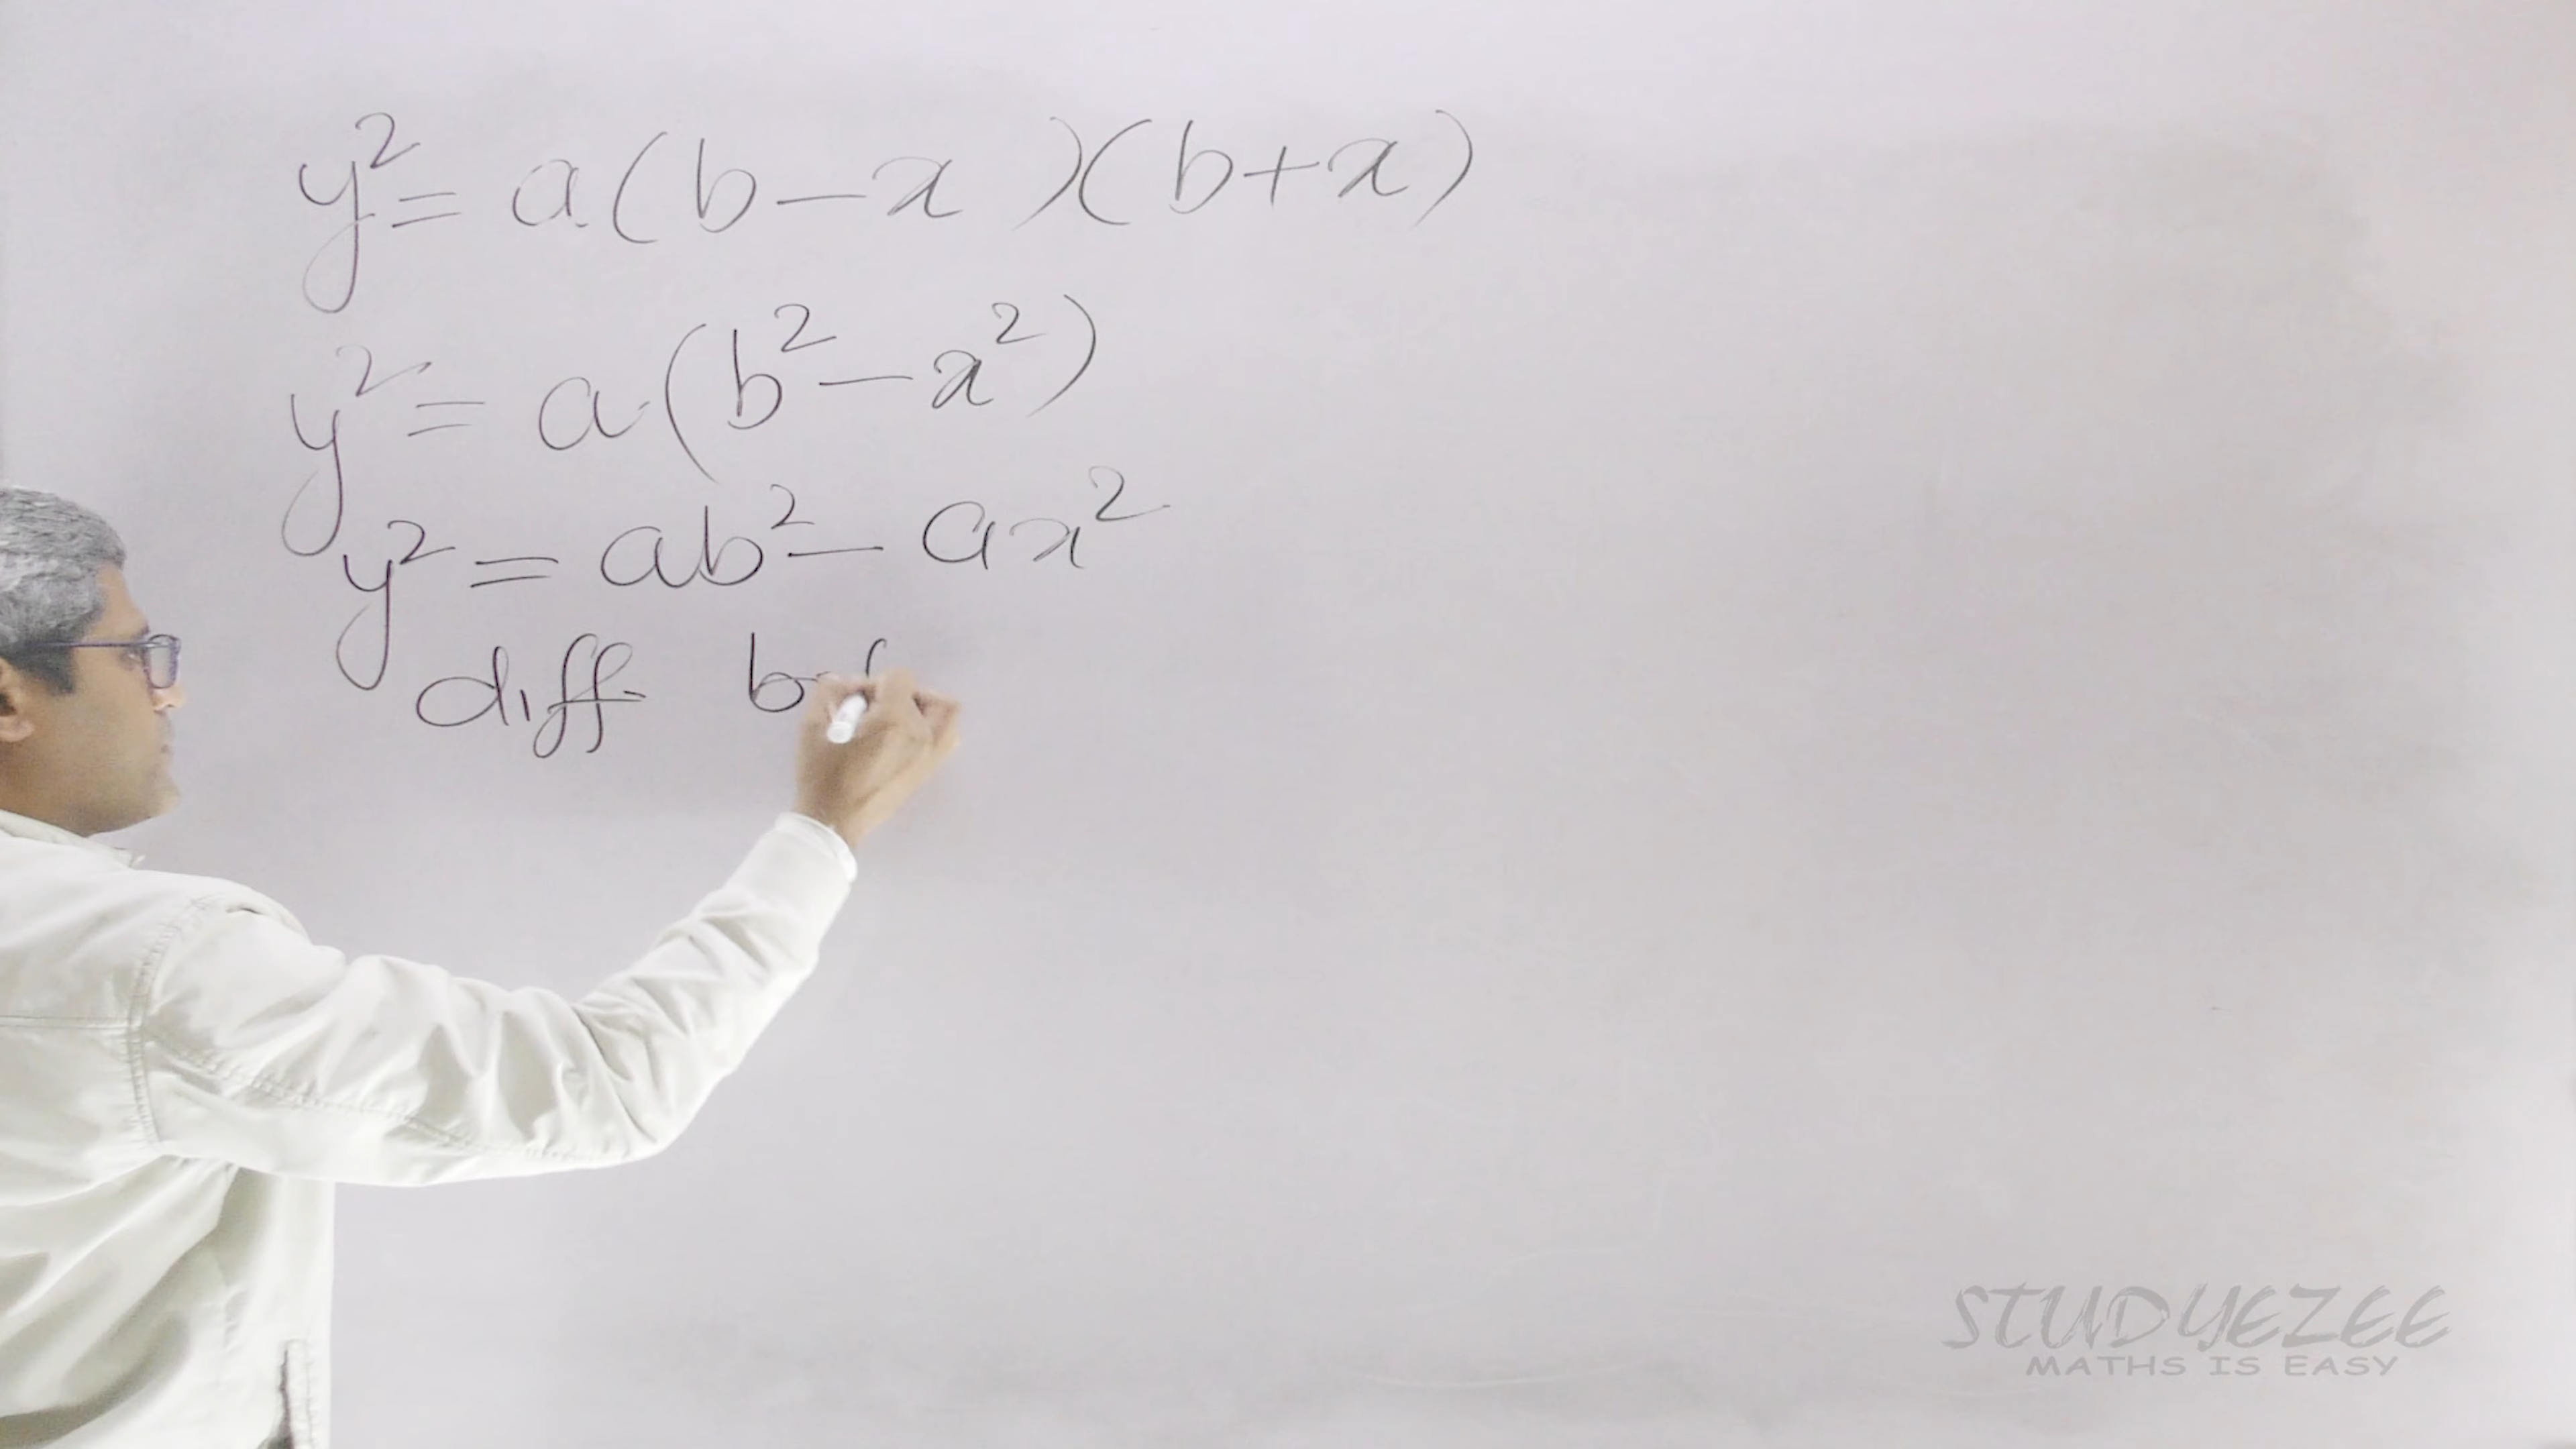 y² = a(b-x)(b+x)
y² = a(b²-x²)
y² = ab² - ax²
diff.
STUDYEZEE
MATHS IS EASY